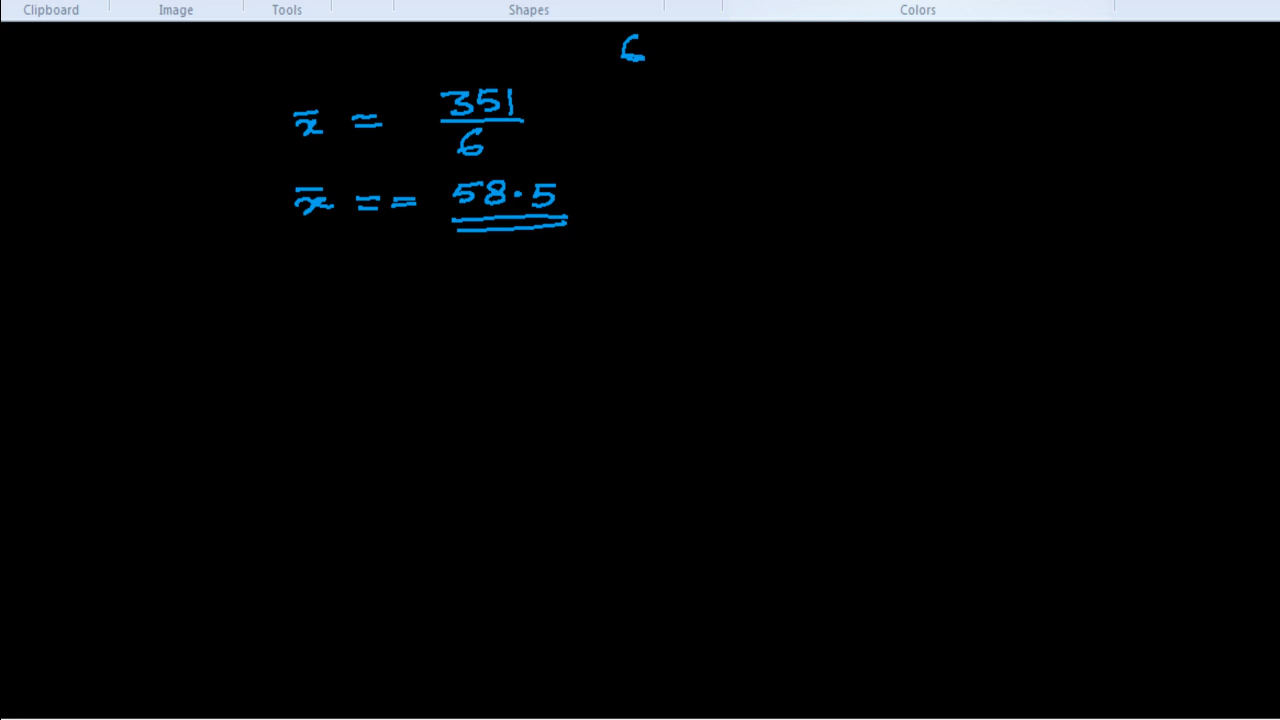 Clipboard Image Tools Shapes Colors
6
x̄ = 351/6
x̄ = = 58.5